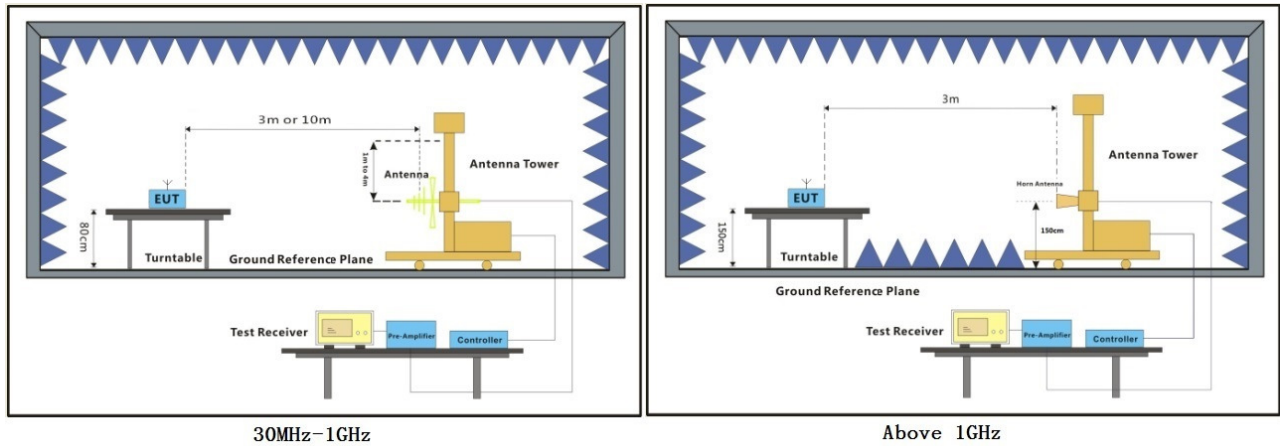 3m or 10m
1m to 4m
Antenna
Antenna Tower
EUT
80cm
Turntable
Ground Reference Plane
Test Receiver
Pre-Amplifier
Controller
30MHz-1GHz
3m
Antenna Tower
Horn Antenna
EUT
150cm
150cm
Turntable
Ground Reference Plane
Test Receiver
Pre-Amplifier
Controller
Above 1GHz